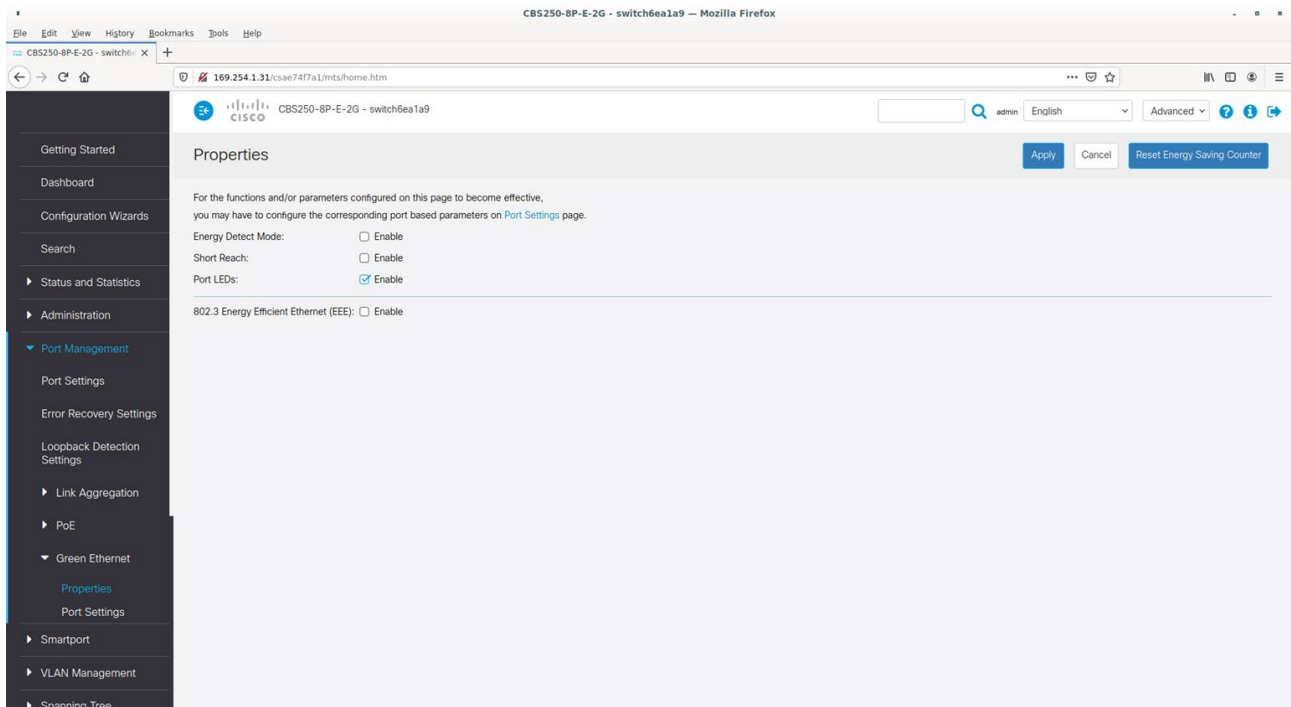 CBS250-8P-E-2G - switch6ea1a9 — Mozilla Firefox
File Edit View History Bookmarks Tools Help
CBS250-8P-E-2G - switch6e
169.254.1.31/csae74f7a1/mts/home.htm
CISCO CBS250-8P-E-2G - switch6ea1a9 admin English Advanced
Properties Apply Cancel Reset Energy Saving Counter
For the functions and/or parameters configured on this page to become effective,
you may have to configure the corresponding port based parameters on Port Settings page.
Energy Detect Mode: Enable
Short Reach: Enable
Port LEDs: Enable
802.3 Energy Efficient Ethernet (EEE): Enable
Getting Started
Dashboard
Configuration Wizards
Search
Status and Statistics
Administration
Port Management
Port Settings
Error Recovery Settings
Loopback Detection
Settings
Link Aggregation
PoE
Green Ethernet
Properties
Port Settings
Smartport
VLAN Management
Spanning Tree